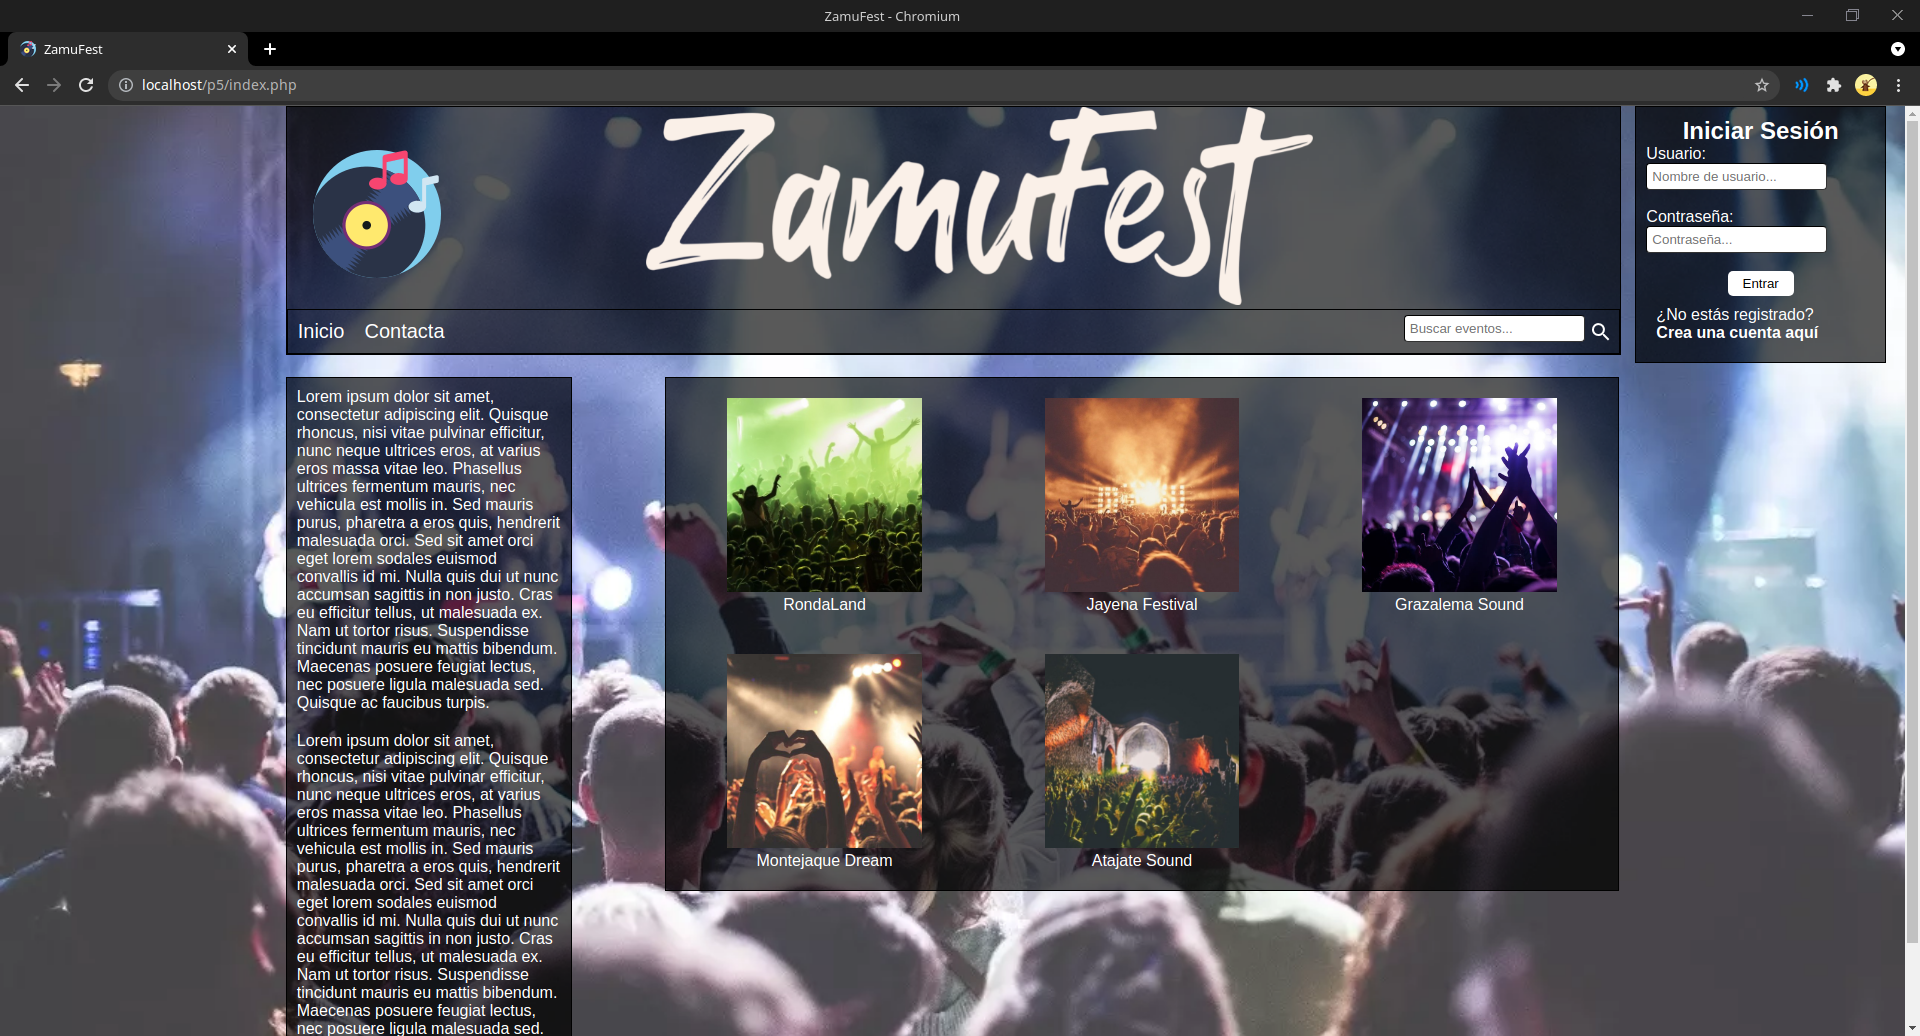 ZamuFest - Chromium
ZamuFest
localhost/p5/index.php
ZamuFest
Inicio Contacta
Buscar eventos...
Iniciar Sesión
Usuario:
Nombre de usuario...
Contraseña:
Contraseña...
Entrar
¿No estás registrado?
Crea una cuenta aquí
Lorem ipsum dolor sit amet,
consectetur adipiscing elit. Quisque
rhoncus, nisi vitae pulvinar efficitur,
nunc neque ultrices eros, at varius
eros massa vitae leo. Phasellus
ultrices fermentum mauris, nec
vehicula est mollis in. Sed mauris
purus, pharetra a eros quis, hendrerit
malesuada orci. Sed sit amet orci
eget lorem sodales euismod
convallis id mi. Nulla quis dui ut nunc
accumsan sagittis in non justo. Cras
eu efficitur tellus, ut malesuada ex.
Nam ut tortor risus. Suspendisse
tincidunt mauris eu mattis bibendum.
Maecenas posuere feugiat lectus,
nec posuere ligula malesuada sed.
Quisque ac faucibus turpis.
Lorem ipsum dolor sit amet,
consectetur adipiscing elit. Quisque
rhoncus, nisi vitae pulvinar efficitur,
nunc neque ultrices eros, at varius
eros massa vitae leo. Phasellus
ultrices fermentum mauris, nec
vehicula est mollis in. Sed mauris
purus, pharetra a eros quis, hendrerit
malesuada orci. Sed sit amet orci
eget lorem sodales euismod
convallis id mi. Nulla quis dui ut nunc
accumsan sagittis in non justo. Cras
eu efficitur tellus, ut malesuada ex.
Nam ut tortor risus. Suspendisse
tincidunt mauris eu mattis bibendum.
Maecenas posuere feugiat lectus,
nec posuere ligula malesuada sed.
RondaLand
Jayena Festival
Grazalema Sound
Montejaque Dream
Atajate Sound